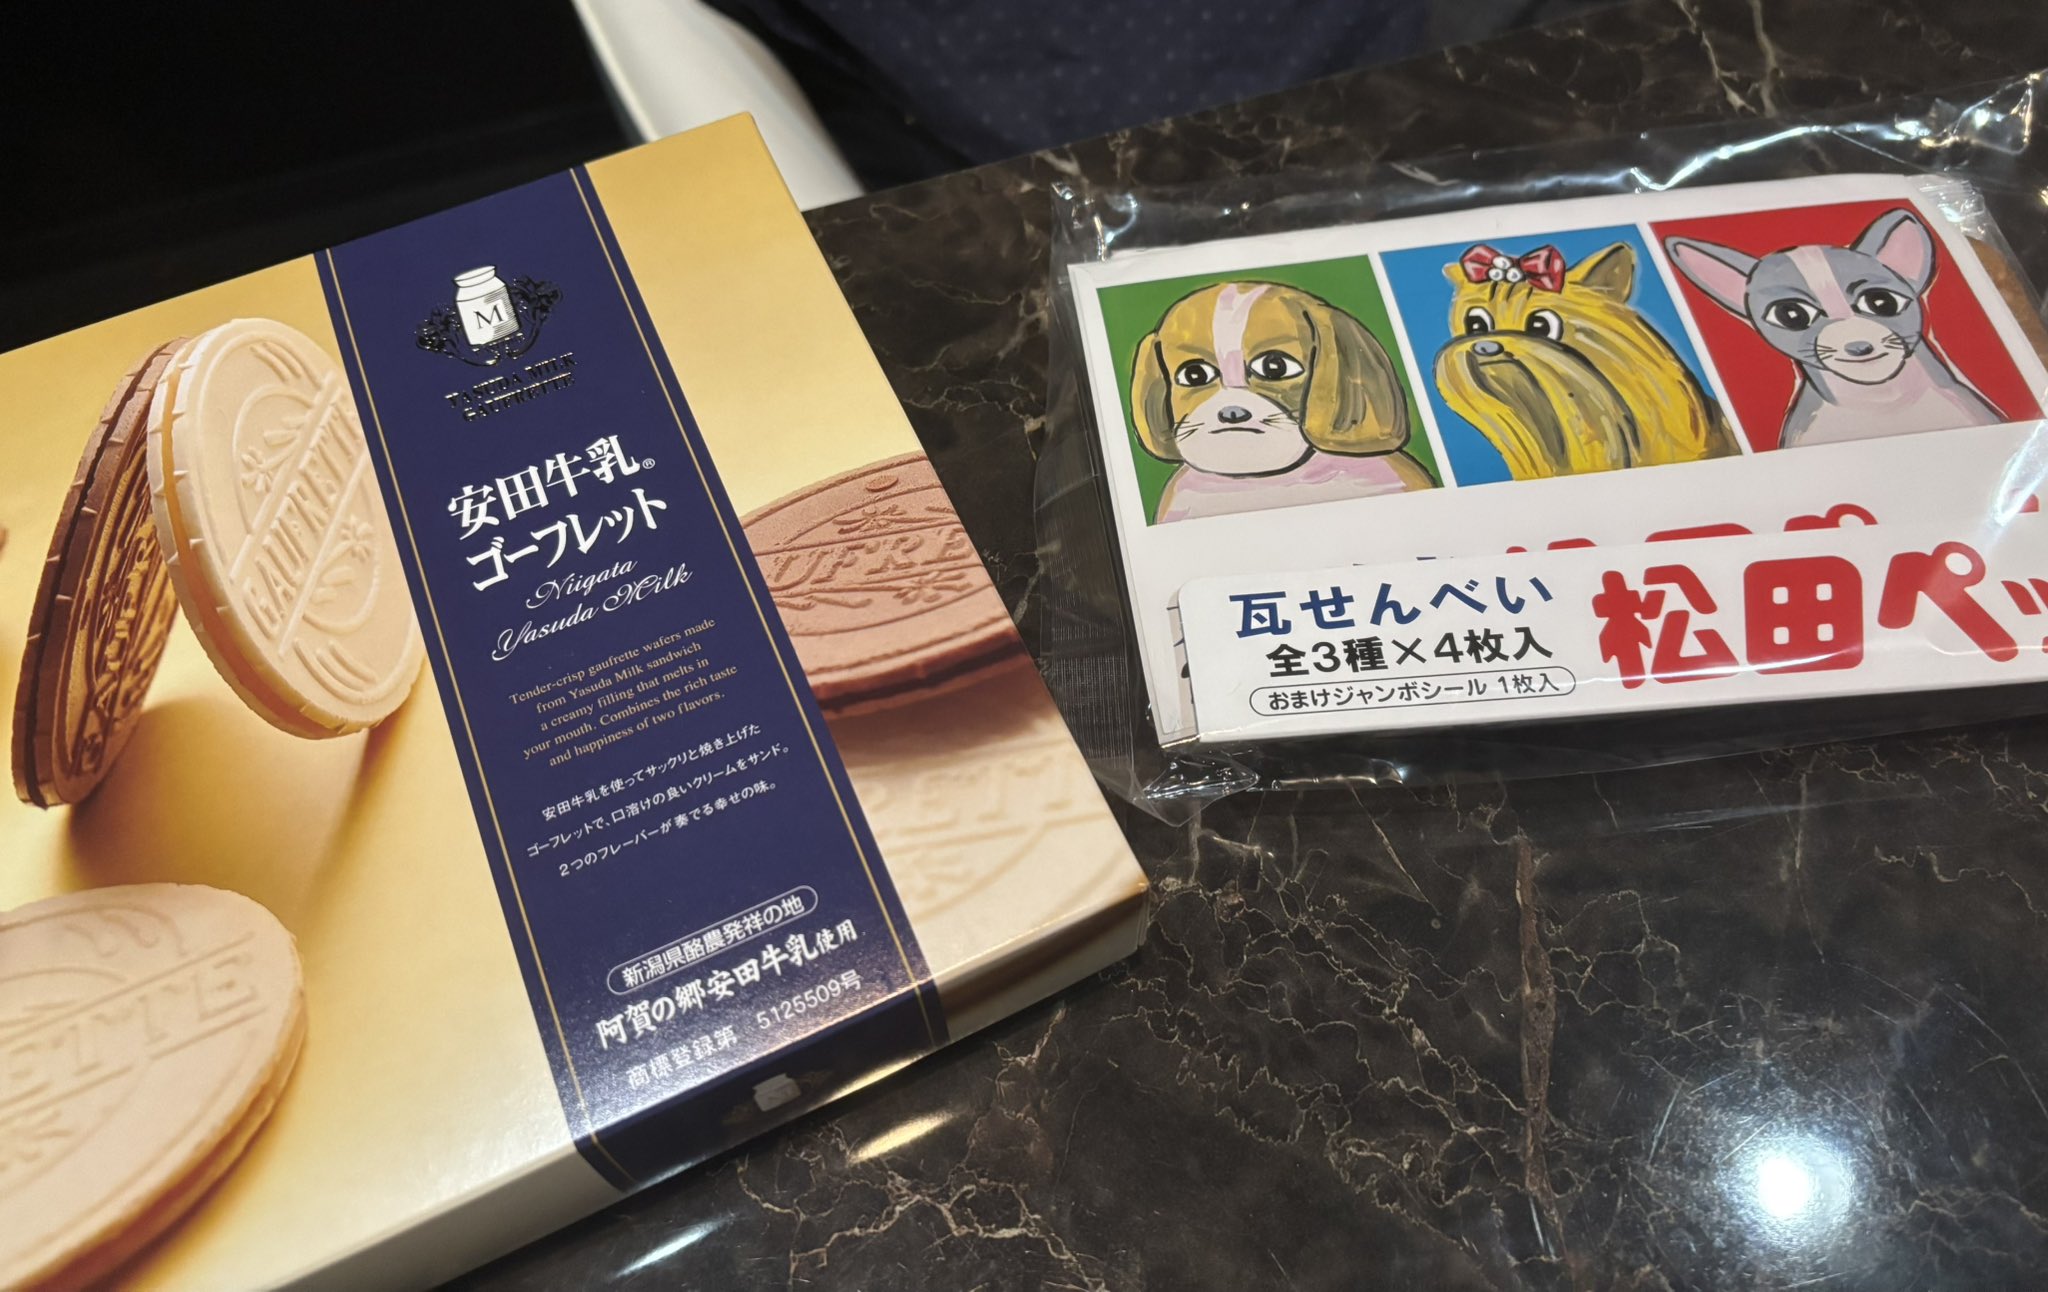 M
YASUDA MILK
GAUFRETTE
安田牛乳®
ゴーフレット
Niigata
Yasuda Milk
Tender-crisp gaufrette wafers made
from Yasuda Milk sandwich
a creamy filling that melts in
your mouth. Combines the rich taste
and happiness of two flavors.
安田牛乳を使ってサックリと焼き上げた
ゴーフレットで、口溶けの良いクリームをサンド。
2つのフレーバーが奏でる幸せの味。
新潟県酪農発祥の地
阿賀の郷安田牛乳使用
商標登録第 5125509号
GAUFRETTE
瓦せんべい
全3種×4枚入
おまけジャンボシール 1枚入
松田ペッ